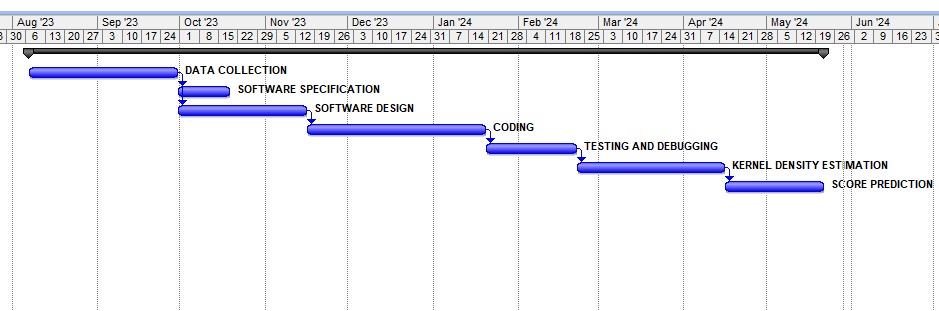 Aug '23 Sep '23 Oct '23 Nov '23 Dec '23 Jan '24 Feb '24 Mar '24 Apr '24 May '24 Jun '24
30 6 13 20 27 3 10 17 24 1 8 15 22 29 5 12 19 26 3 10 17 24 31 7 14 21 28 4 11 18 25 3 10 17 24 31 7 14 21 28 5 12 19 26 2 9 16 23
DATA COLLECTION
SOFTWARE SPECIFICATION
SOFTWARE DESIGN
CODING
TESTING AND DEBUGGING
KERNEL DENSITY ESTIMATION
SCORE PREDICTION